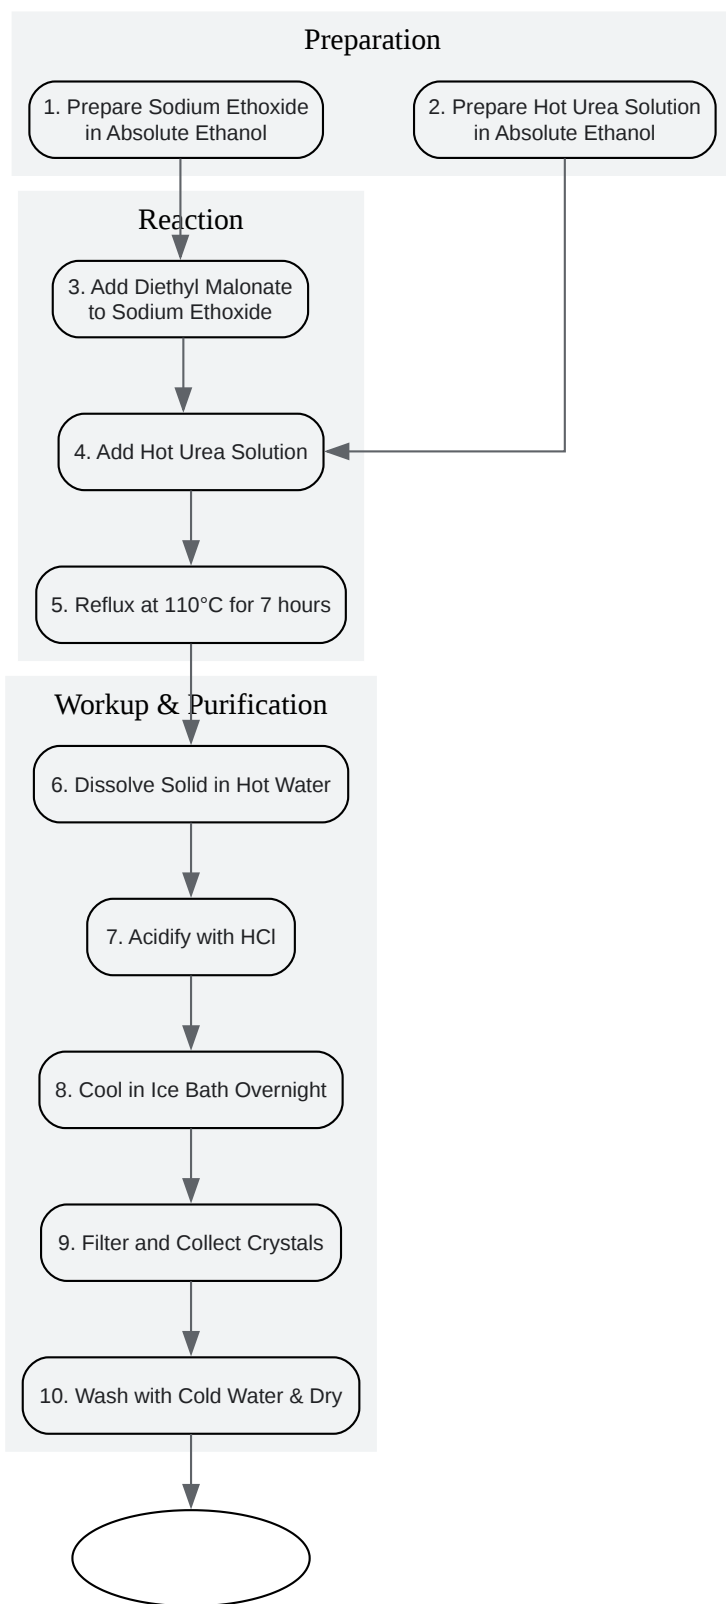 Preparation
1. Prepare Sodium Ethoxide
in Absolute Ethanol
2. Prepare Hot Urea Solution
in Absolute Ethanol
Reaction
3. Add Diethyl Malonate
to Sodium Ethoxide
4. Add Hot Urea Solution
5. Reflux at 110°C for 7 hours
Workup & Purification
6. Dissolve Solid in Hot Water
7. Acidify with HCl
8. Cool in Ice Bath Overnight
9. Filter and Collect Crystals
10. Wash with Cold Water & Dry